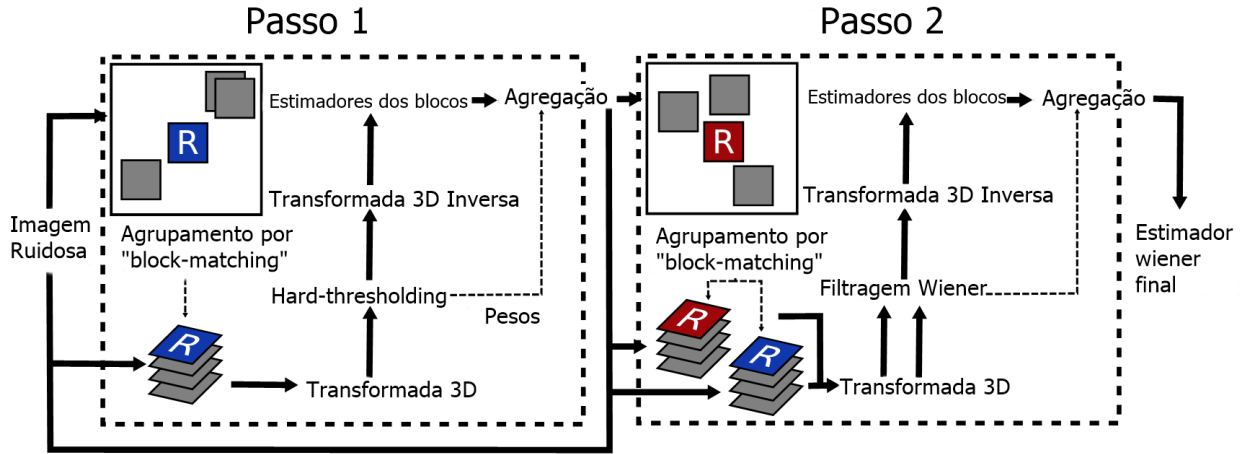 Passo 1
Passo 2
Estimadores dos blocos
Agregação
R
Transformada 3D Inversa
Imagem
Ruidosa
Agrupamento por
"block-matching"
Hard-thresholding
Pesos
R
Transformada 3D
Estimadores dos blocos
Agregação
R
Transformada 3D Inversa
Agrupamento por
"block-matching"
Filtragem Wiener
R
R
Transformada 3D
Estimador
wiener
final